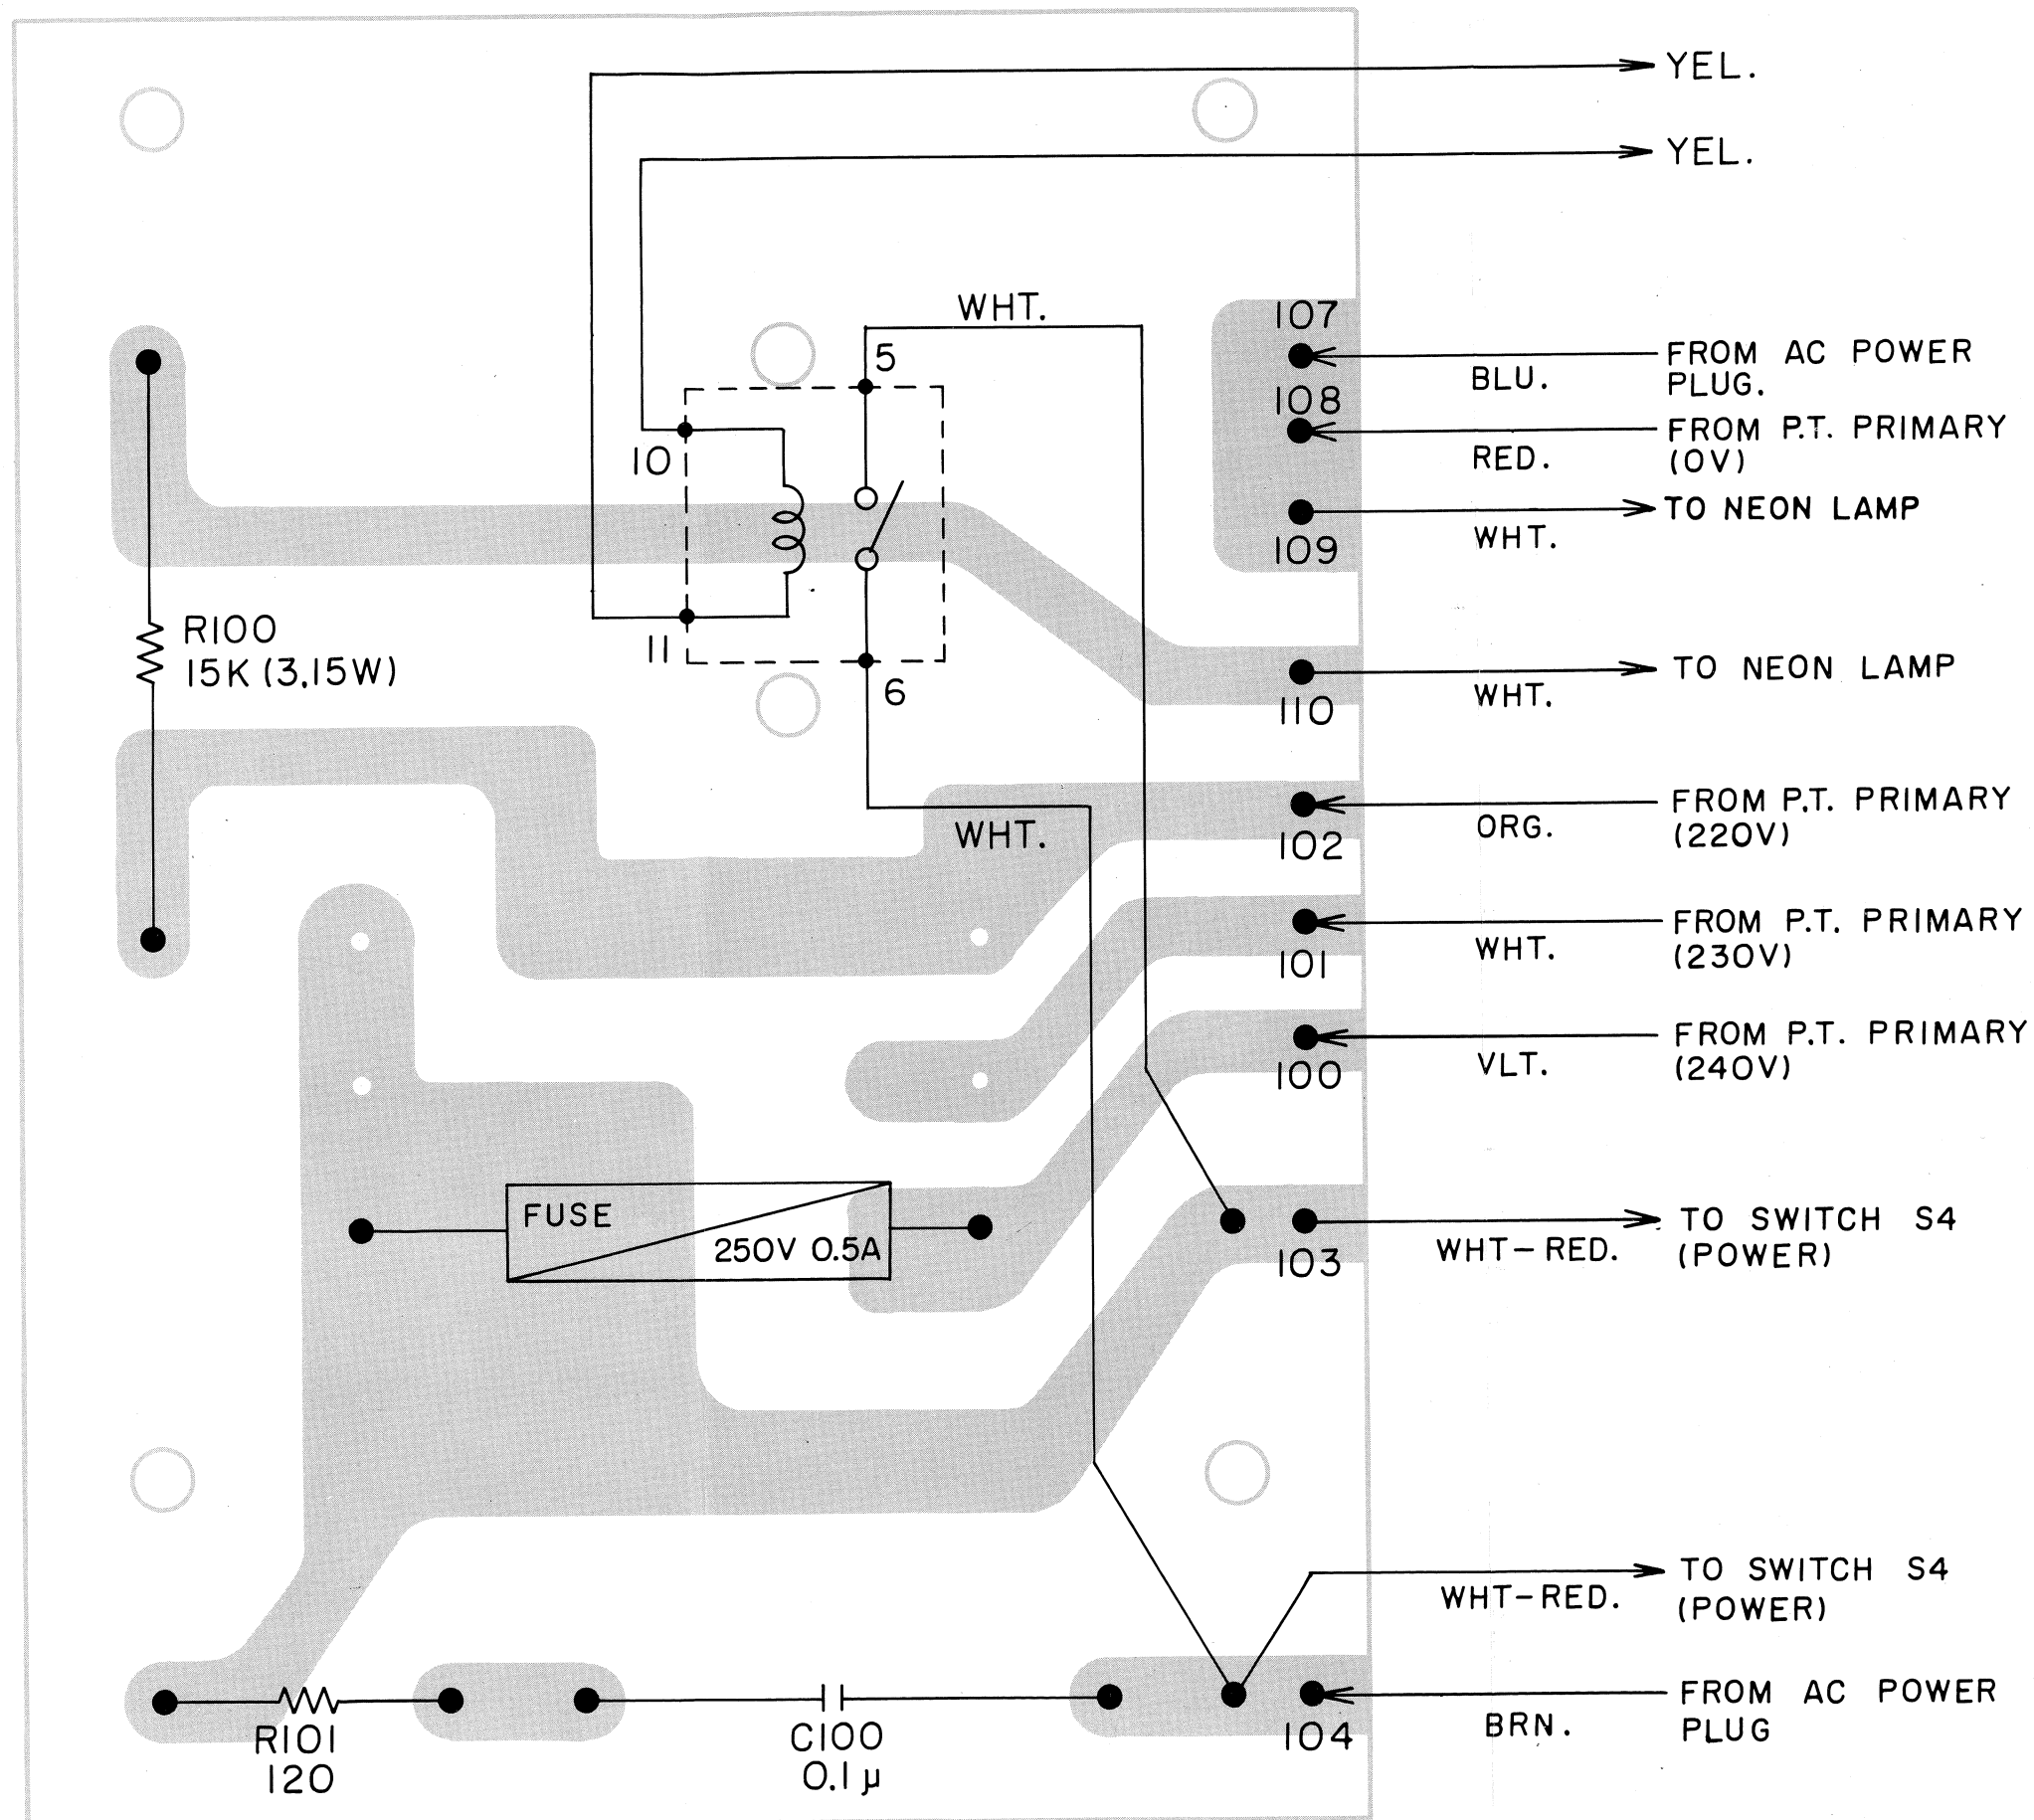 YEL.
YEL.
WHT.
107
5
FROM AC POWER
PLUG.
BLU.
108
FROM P.T. PRIMARY
(0V)
10
RED.
TO NEON LAMP
WHT.
109
R100
15K (3,15W)
11
6
TO NEON LAMP
WHT.
110
FROM P.T. PRIMARY
(220V)
WHT.
ORG.
102
FROM P.T. PRIMARY
(230V)
WHT.
101
FROM P.T. PRIMARY
(240V)
VLT.
100
FUSE
250V 0.5A
TO SWITCH S4
(POWER)
WHT-RED.
103
TO SWITCH S4
(POWER)
WHT-RED.
FROM AC POWER
PLUG
BRN.
104
R101
120
C100
0.1μ